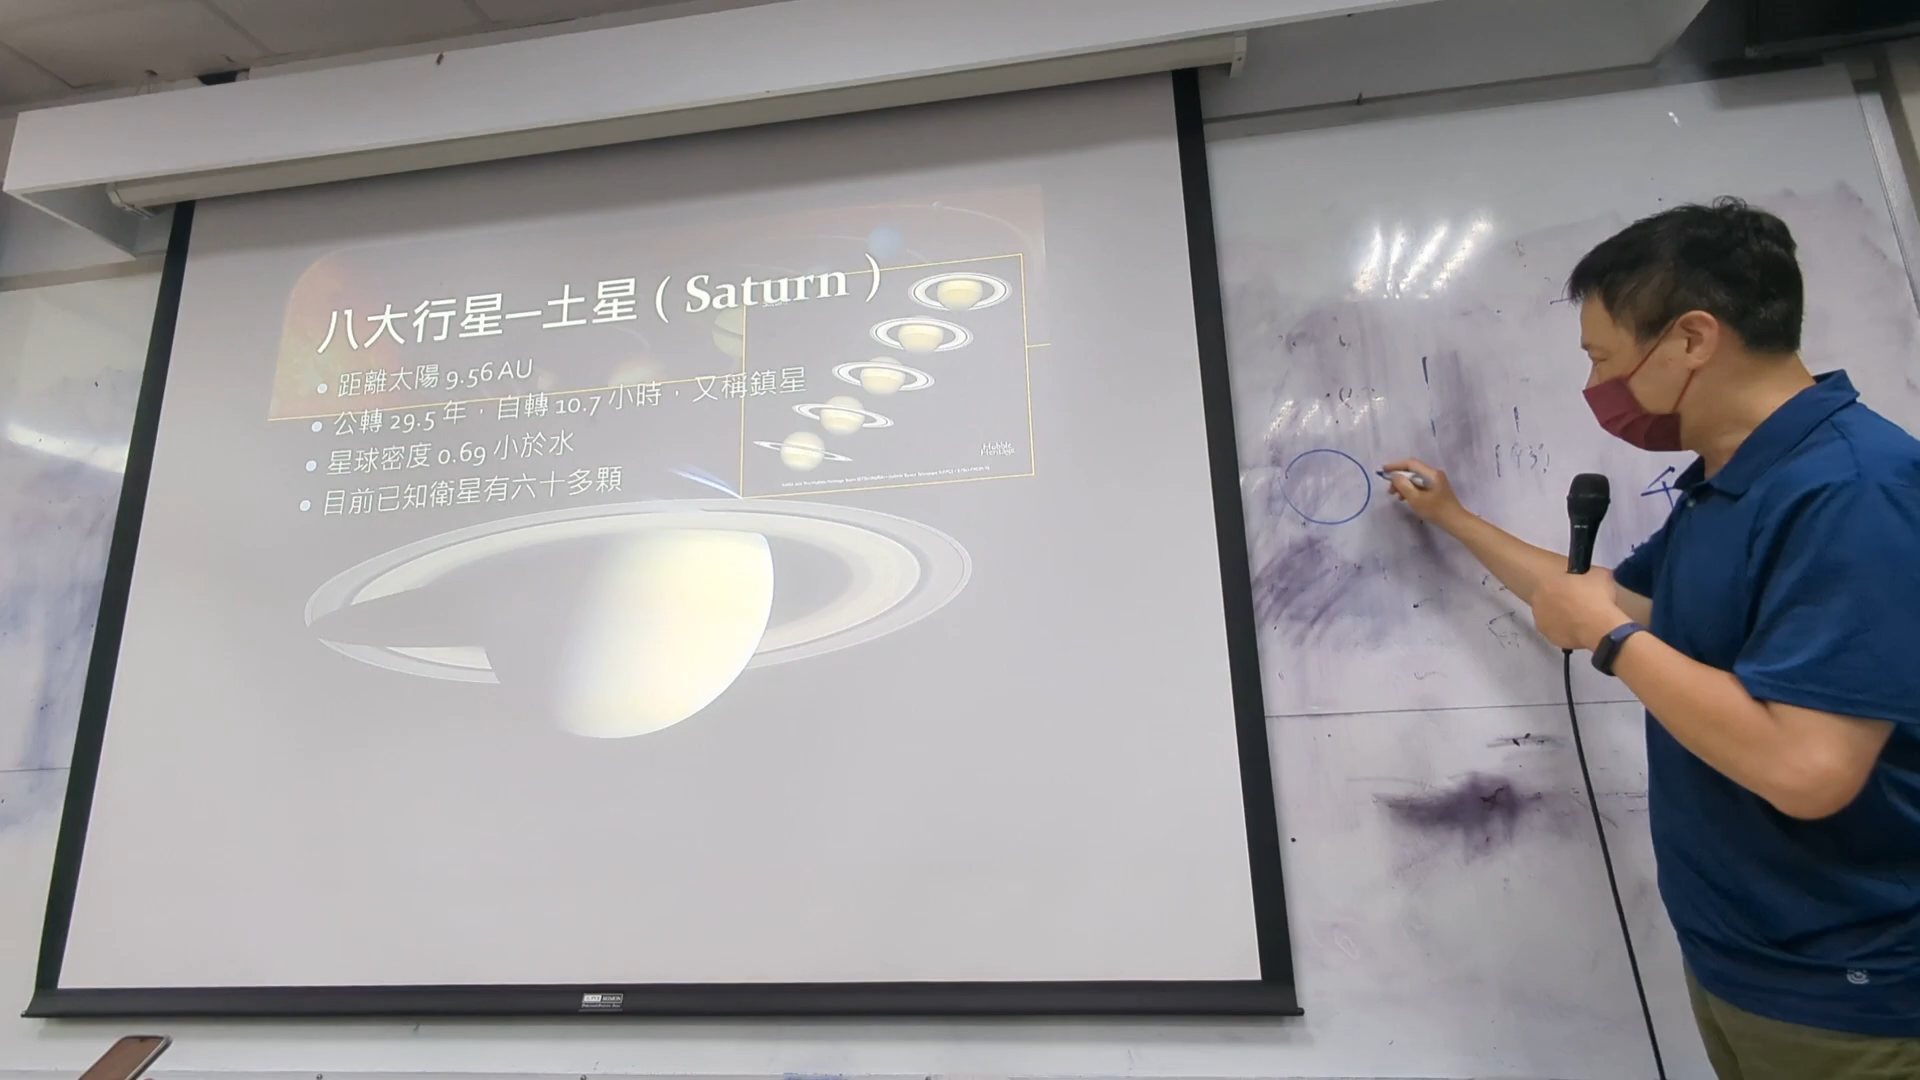 八大行星─土星 ( Saturn )
距離太陽 9.56 AU
公轉 29.5 年，自轉 10.7 小時，又稱鎮星
星球密度 0.69 小於水
目前已知衛星有六十多顆
Hubble
Heritage